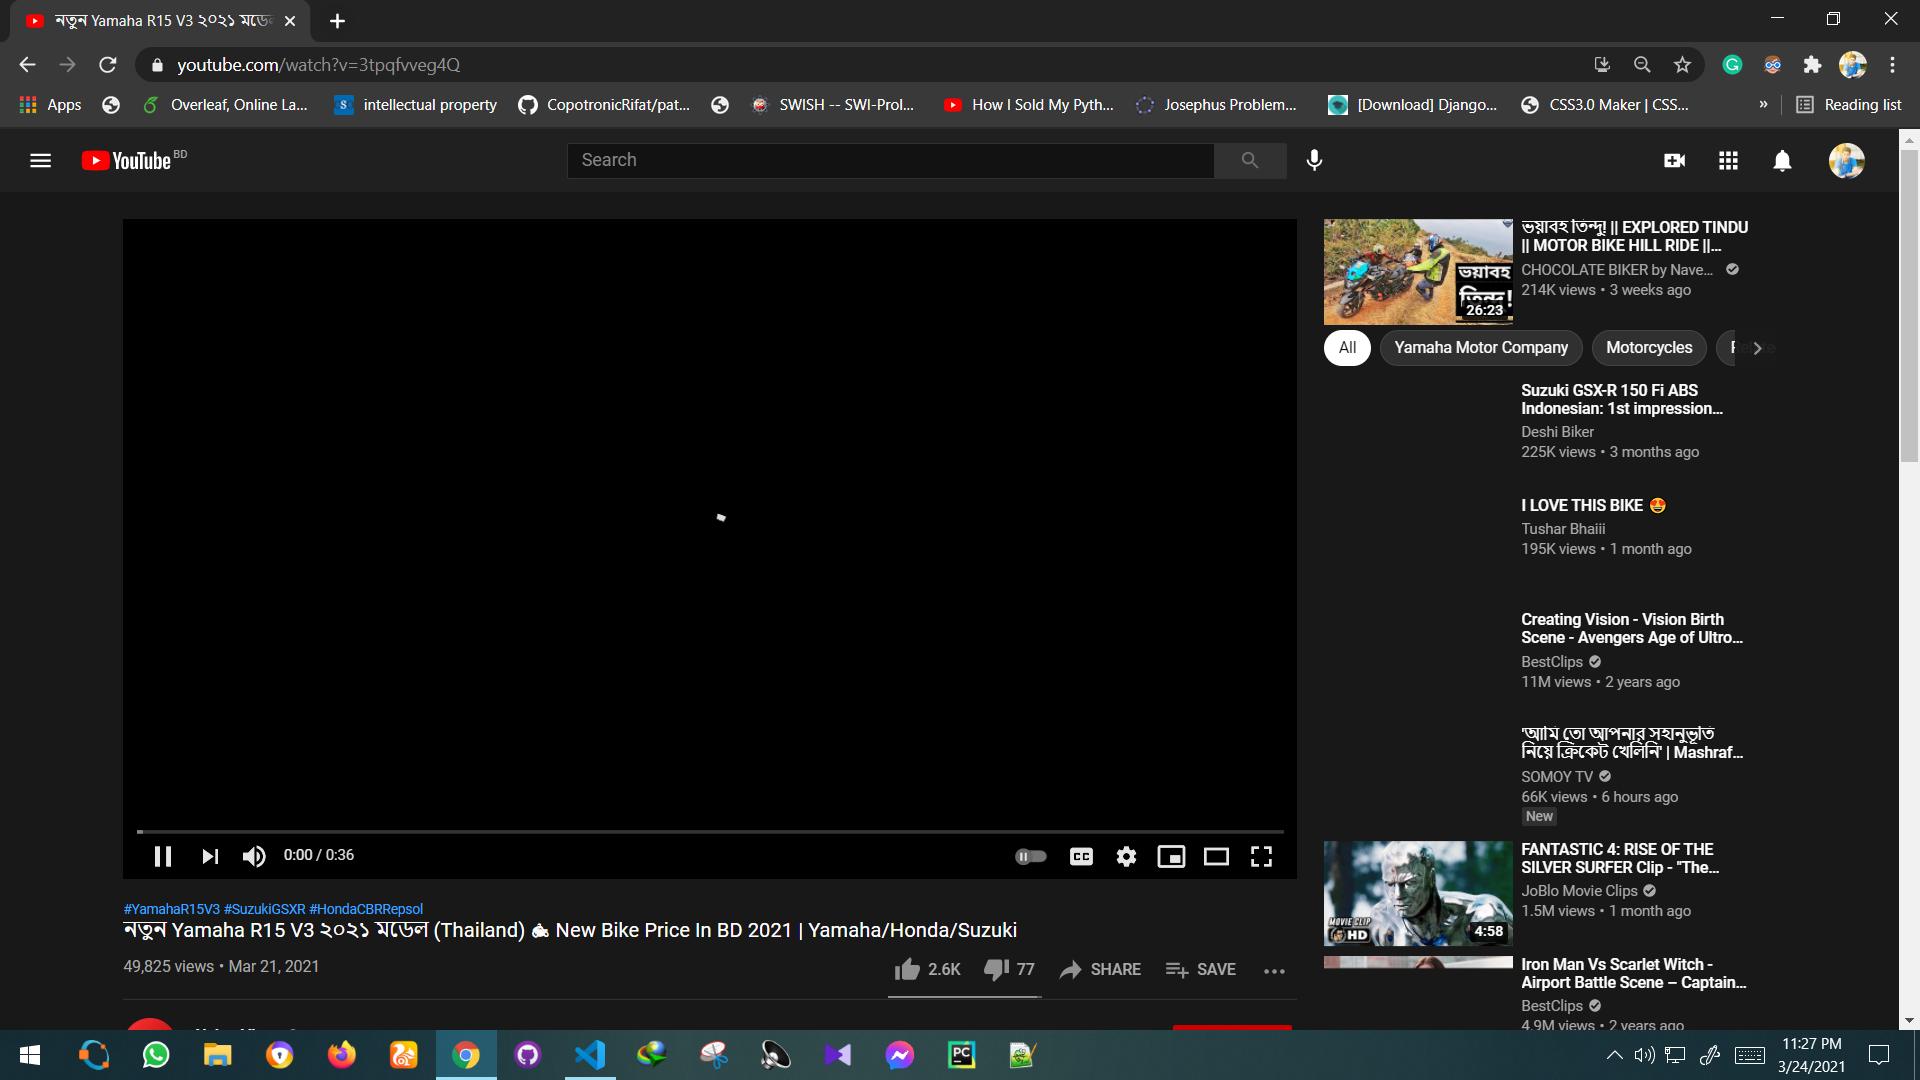 নতুন Yamaha R15 V3 ২০২১ মডেল
youtube.com/watch?v=3tpqfvveg4Q
Apps
Overleaf, Online La...
intellectual property
CopotronicRifat/pat...
SWISH -- SWI-Prol...
How I Sold My Pyth...
Josephus Problem...
[Download] Django...
CSS3.0 Maker | CSS...
»
Reading list
YouTube BD
Search
ভয়াবহ
তিন্দু!
26:23
ভয়াবহ তিন্দু! || EXPLORED TINDU
|| MOTOR BIKE HILL RIDE ||...
CHOCOLATE BIKER by Nave...
214K views • 3 weeks ago
All
Yamaha Motor Company
Motorcycles
Suzuki GSX-R 150 Fi ABS
Indonesian: 1st impression...
Deshi Biker
225K views • 3 months ago
I LOVE THIS BIKE 🤩
Tushar Bhaiii
195K views • 1 month ago
Creating Vision - Vision Birth
Scene - Avengers Age of Ultro...
BestClips
11M views • 2 years ago
'আমি তো আপনার সহানুভূতি
নিয়ে ক্রিকেট খেলিনি' | Mashraf...
SOMOY TV
66K views • 6 hours ago
New
MOVIE CLIP
HD
4:58
FANTASTIC 4: RISE OF THE
SILVER SURFER Clip - "The...
JoBlo Movie Clips
1.5M views • 1 month ago
Iron Man Vs Scarlet Witch -
Airport Battle Scene – Captain...
BestClips
4.9M views • 2 years ago
0:00 / 0:36
CC
#YamahaR15V3 #SuzukiGSXR #HondaCBRRepsol
নতুন Yamaha R15 V3 ২০২১ মডেল (Thailand) 🏍 New Bike Price In BD 2021 | Yamaha/Honda/Suzuki
49,825 views • Mar 21, 2021
2.6K
77
SHARE
SAVE
PC
11:27 PM
3/24/2021